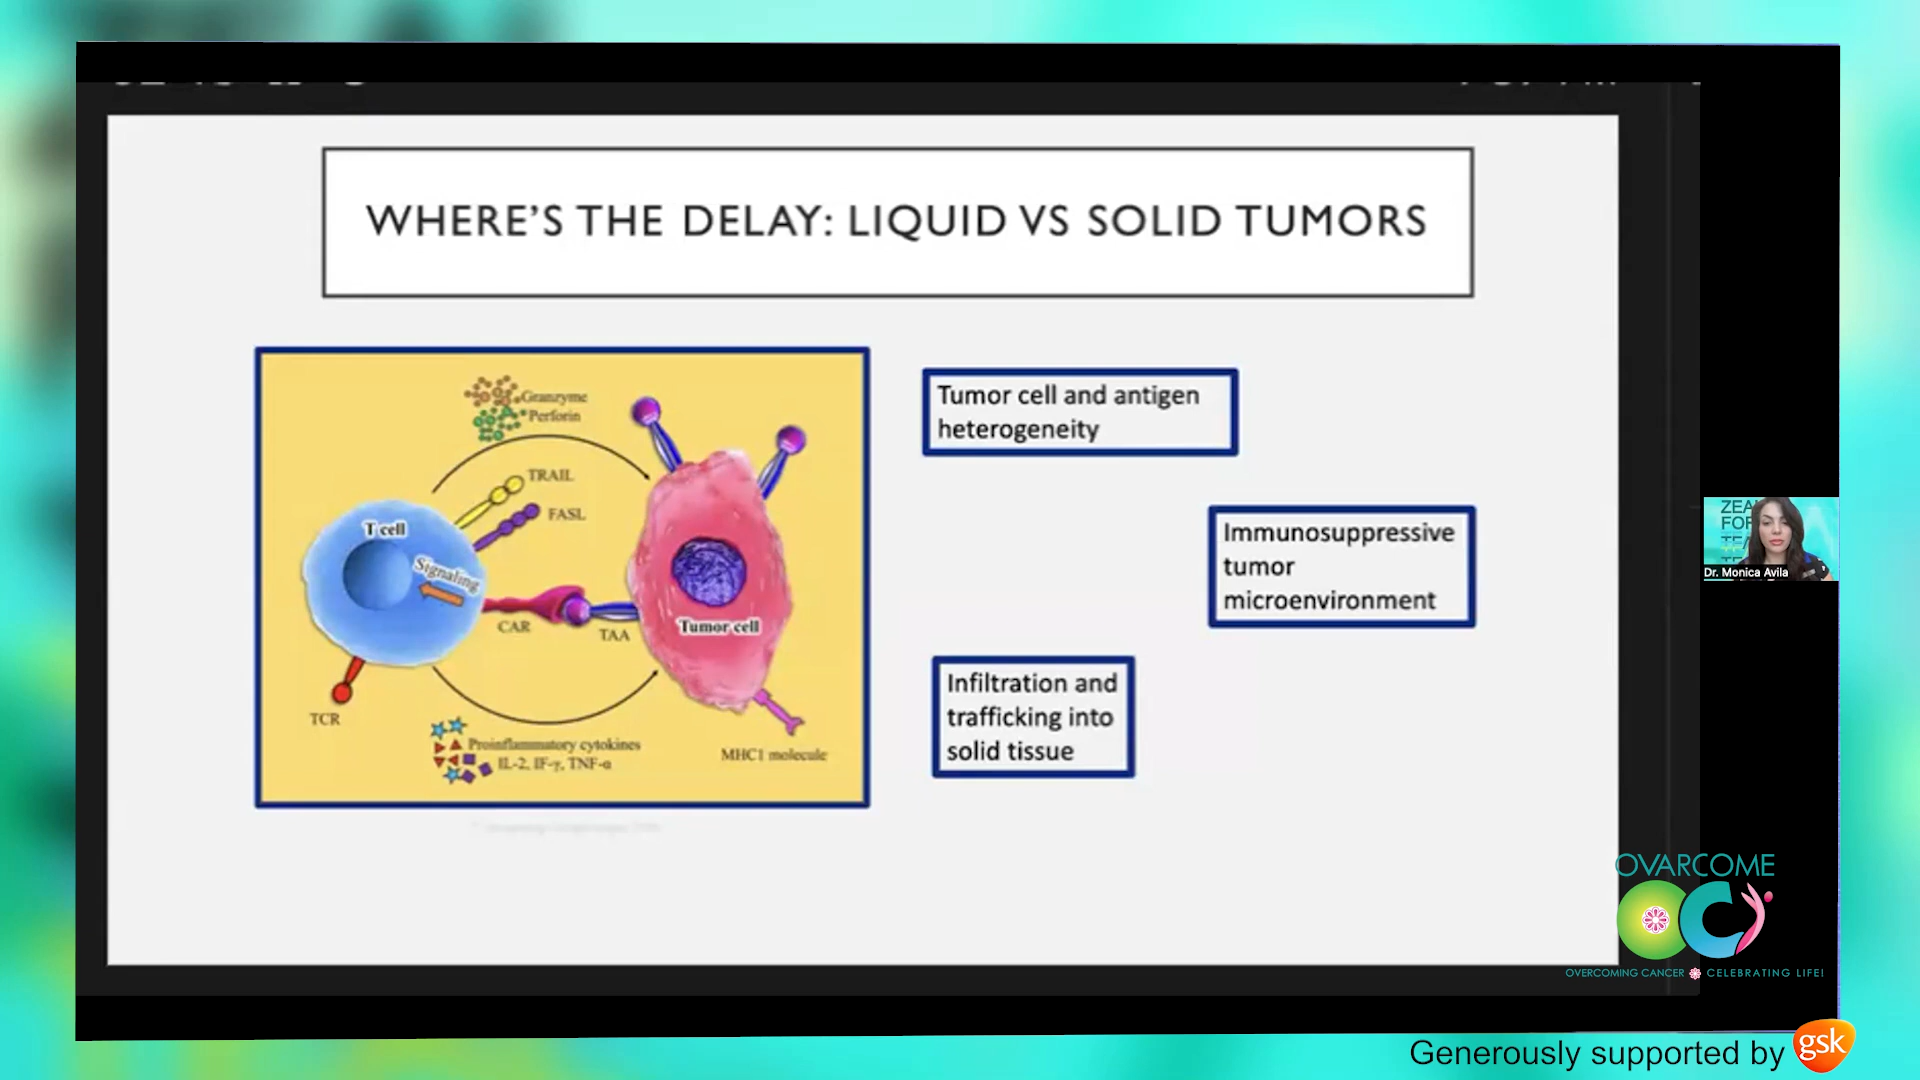 WHERE'S THE DELAY: LIQUID VS SOLID TUMORS
Granzyme
Perforin
TRAIL
FASL
T cell
Signaling
CAR
TAA
Tumor cell
TCR
Proinflammatory cytokines
IL-2, IF-γ, TNF-α
MHC1 molecule
Tumor cell and antigen
heterogeneity
Immunosuppressive
tumor
microenvironment
Infiltration and
trafficking into
solid tissue
Dr. Monica Avila
OVARCOME
OC
OVERCOMING CANCER CELEBRATING LIFE!
Generously supported by gsk